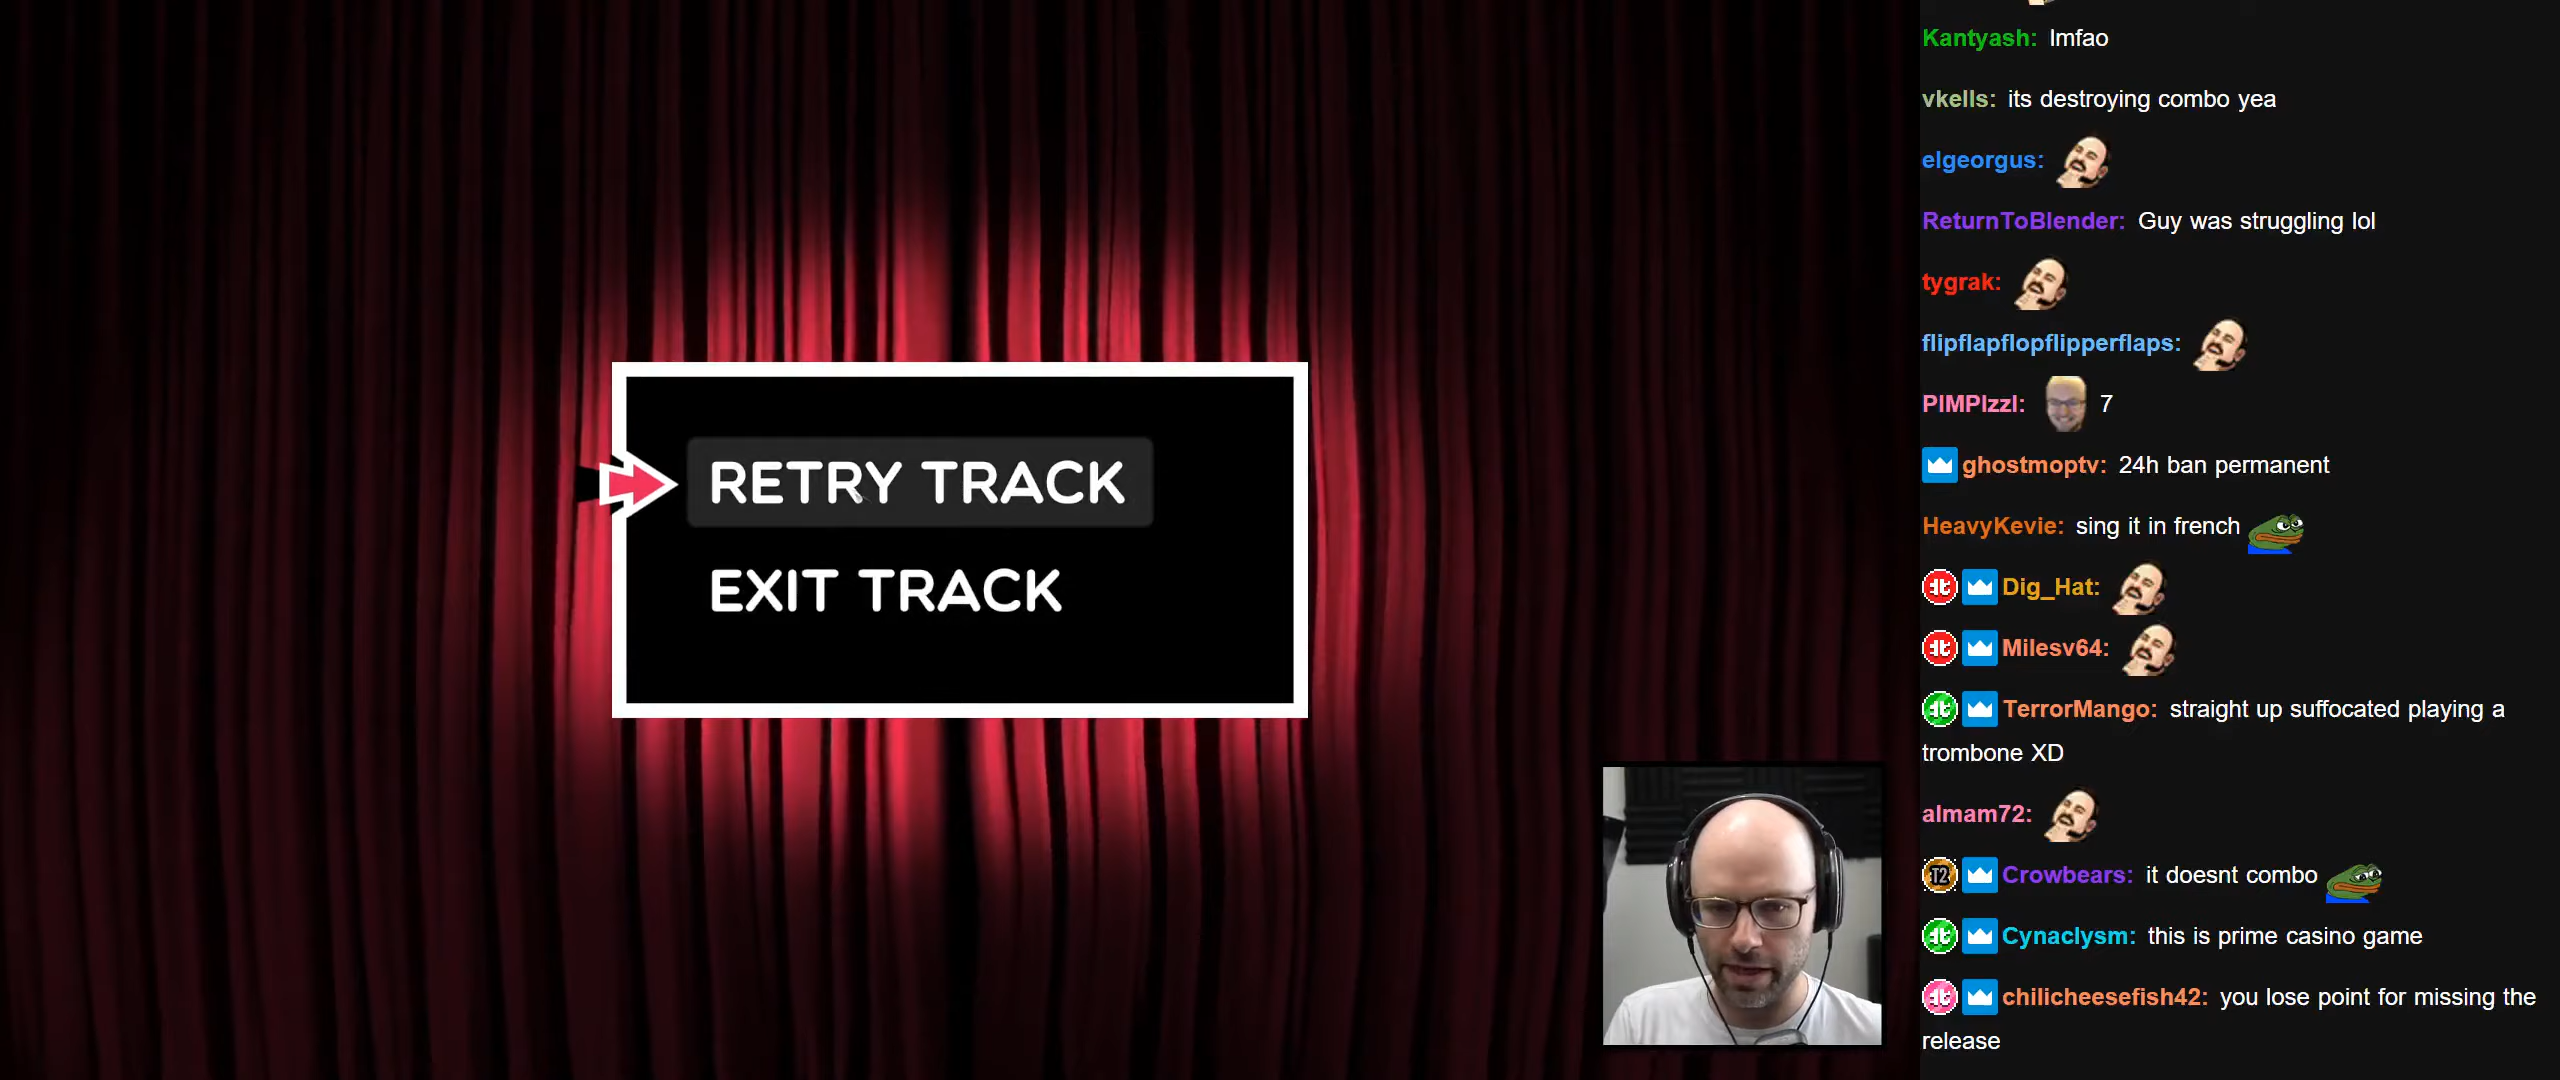 RETRY TRACK
EXIT TRACK
Kantyash: lmfao
vkells: its destroying combo yea
elgeorgus:
ReturnToBlender: Guy was struggling lol
tygrak:
flipflapflopflipperflaps:
PIMPIzzI: 7
ghostmoptv: 24h ban permanent
HeavyKevie: sing it in french
Dig_Hat:
Milesv64:
TerrorMango: straight up suffocated playing a
trombone XD
almam72:
T2 Crowbears: it doesnt combo
Cynaclysm: this is prime casino game
chilicheesefish42: you lose point for missing the
release